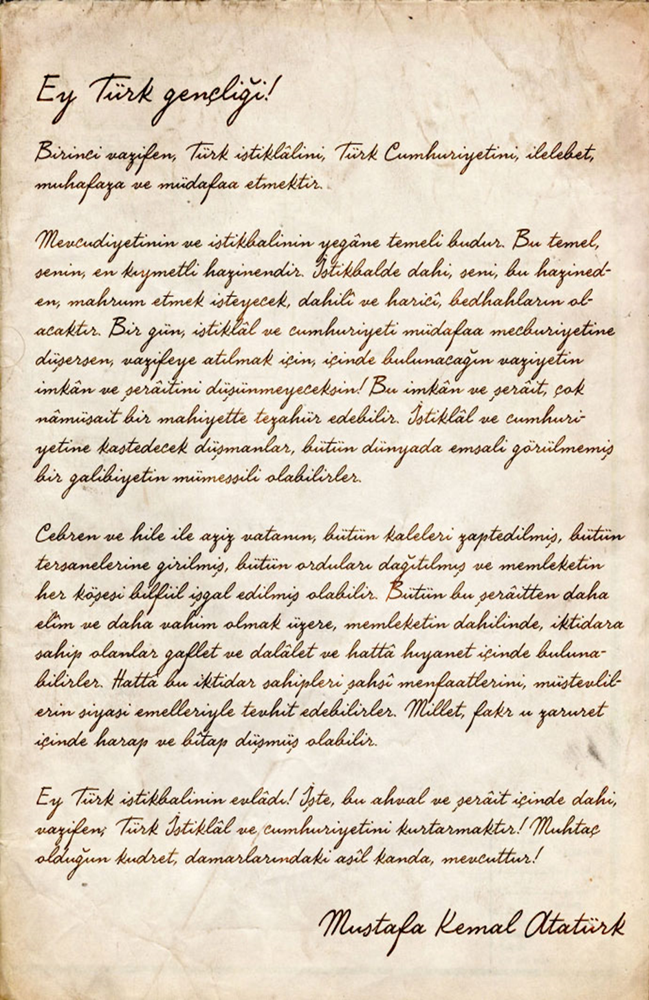 Ey Türk gençliği!
Birinci vazifen, Türk istiklâlini, Türk Cumhuriyetini, ilelebet,
muhafaza ve müdafaa etmektir.
Mevcudiyetinin ve istikbalinin yegâne temeli budur. Bu temel,
senin, en kıymetli hazinendir. İstikbalde dahi, seni, bu hazined-
en, mahrum etmek isteyecek, dahilî ve haricî, bedhahların ol-
acaktır. Bir gün, istiklâl ve cumhuriyeti müdafaa mecburiyetine
düşersen, vazifeye atılmak için, içinde bulunacağın vaziyetin
imkân ve şerâitini düşünmeyeceksin! Bu imkân ve şerâit, çok
nâmüsait bir mahiyette tezahür edebilir. İstiklâl ve cumhuri-
yetine kastedecek düşmanlar, bütün dünyada emsali görülmemiş
bir galibiyetin mümessili olabilirler.
Cebren ve hile ile aziz vatanın, bütün kaleleri zaptedilmiş, bütün
tersanelerine girilmiş, bütün orduları dağıtılmış ve memleketin
her köşesi bilfiil işgal edilmiş olabilir. Bütün bu şerâitten daha
elîm ve daha vahim olmak üzere, memleketin dahilinde, iktidara
sahip olanlar gaflet ve dalâlet ve hattâ hıyanet içinde buluna-
bilirler. Hattâ bu iktidar sahipleri şahsî menfaatlerini, müstevlil-
erin siyasi emelleriyle tevhit edebilirler. Millet, fakr u zaruret
içinde harap ve bîtap düşmüş olabilir.
Ey Türk istikbalinin evlâdı! İşte, bu ahval ve şerâit içinde dahi,
vazifen; Türk İstiklâl ve cumhuriyetini kurtarmaktır! Muhtaç
olduğun kudret, damarlarındaki asîl kanda, mevcuttur!
Mustafa Kemal Atatürk